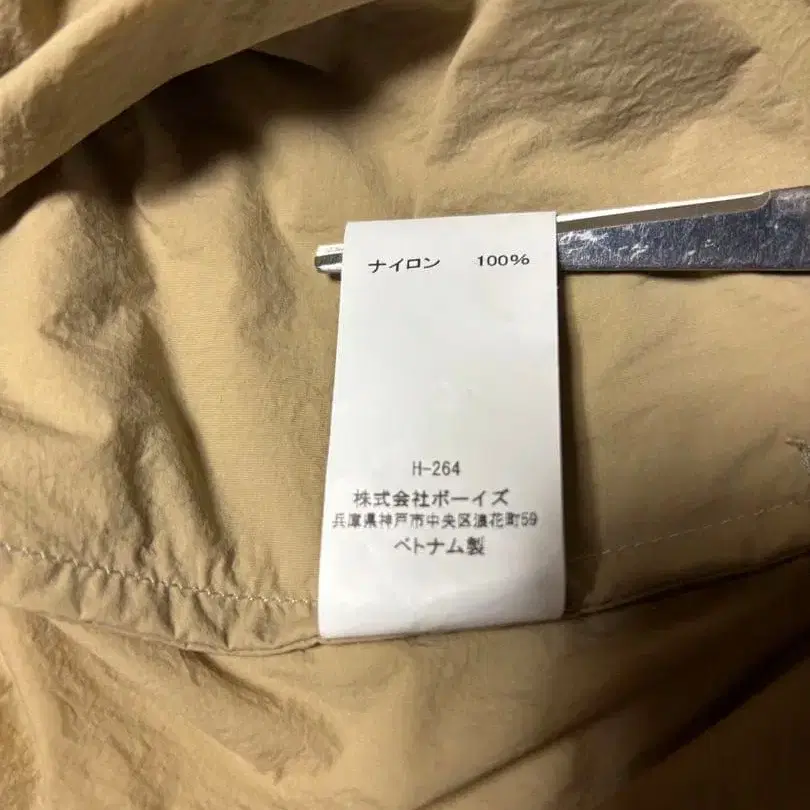 ナイロン 100%
H-264
株式会社ボーイズ
兵庫県神戸市中央区浪花町59
ベトナム製